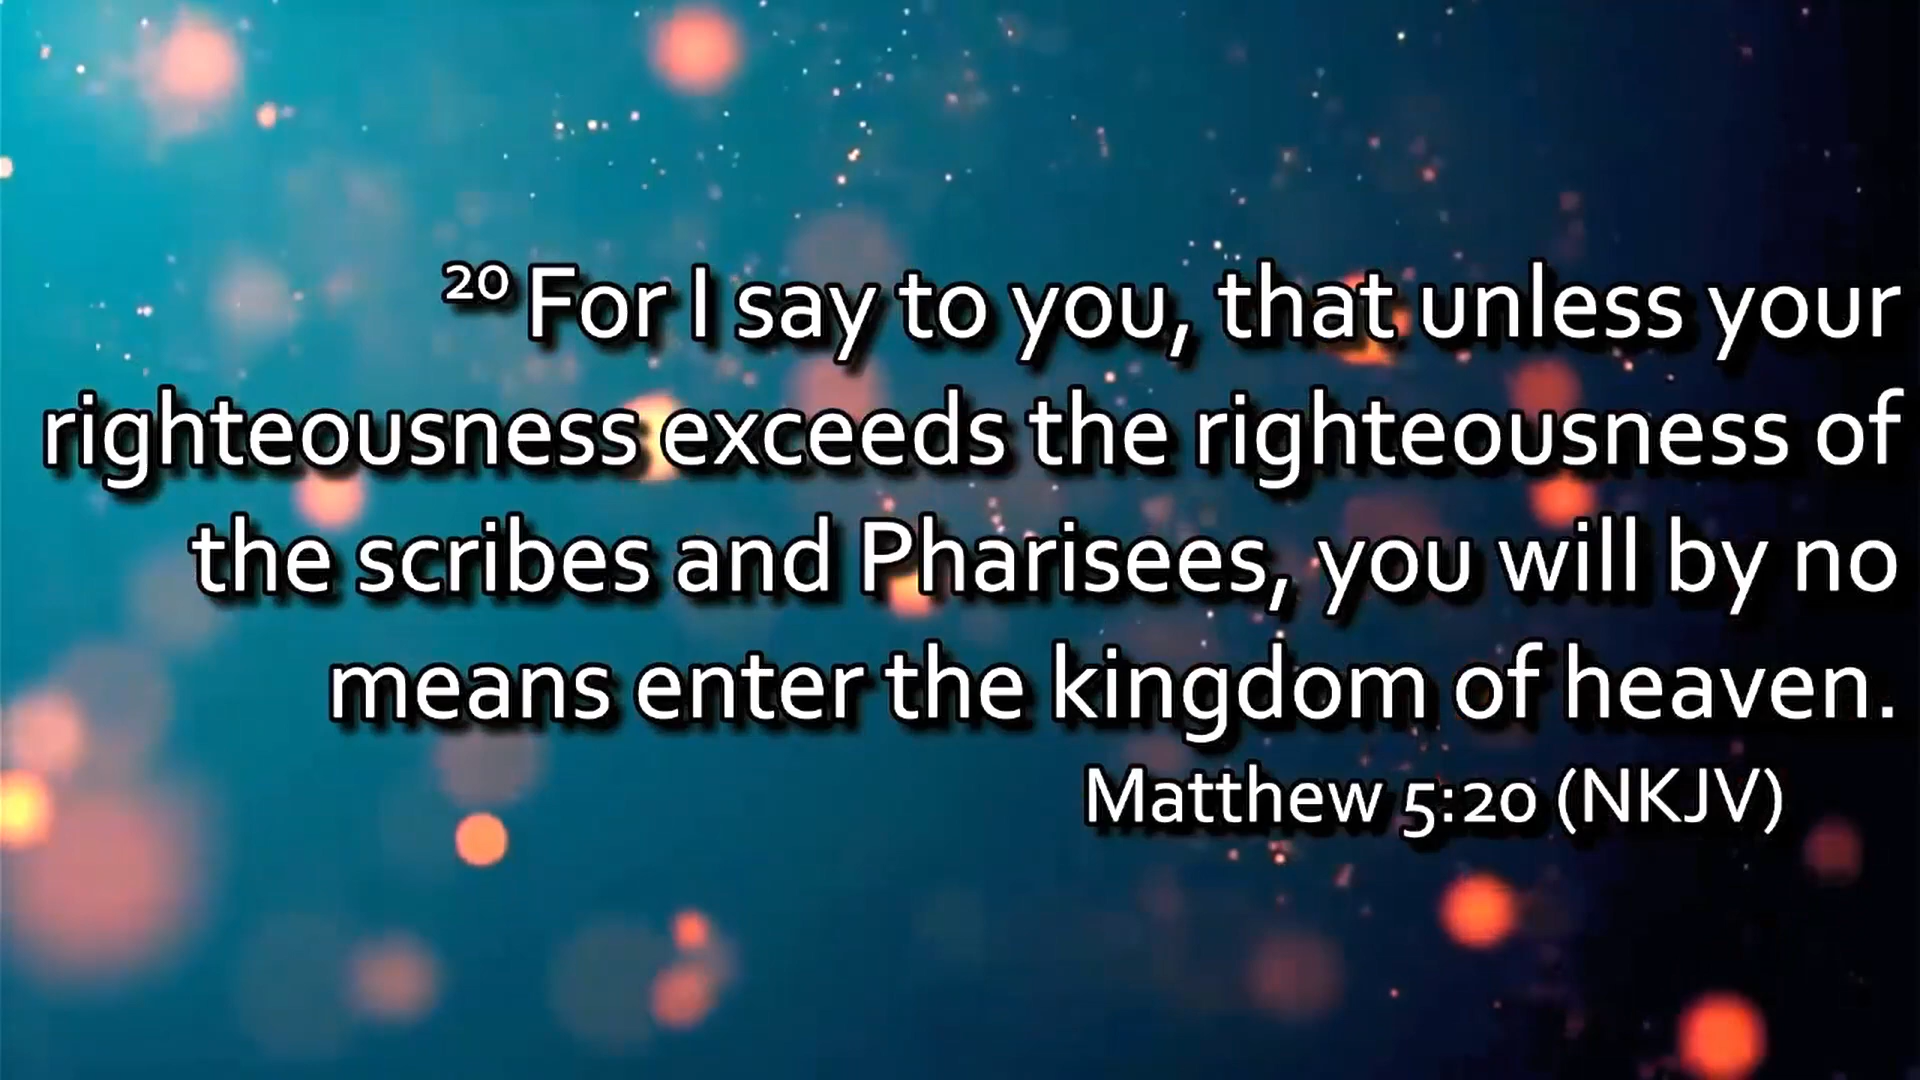 20 For I say to you, that unless your
righteousness exceeds the righteousness of
the scribes and Pharisees, you will by no
means enter the kingdom of heaven.
Matthew 5:20 (NKJV)